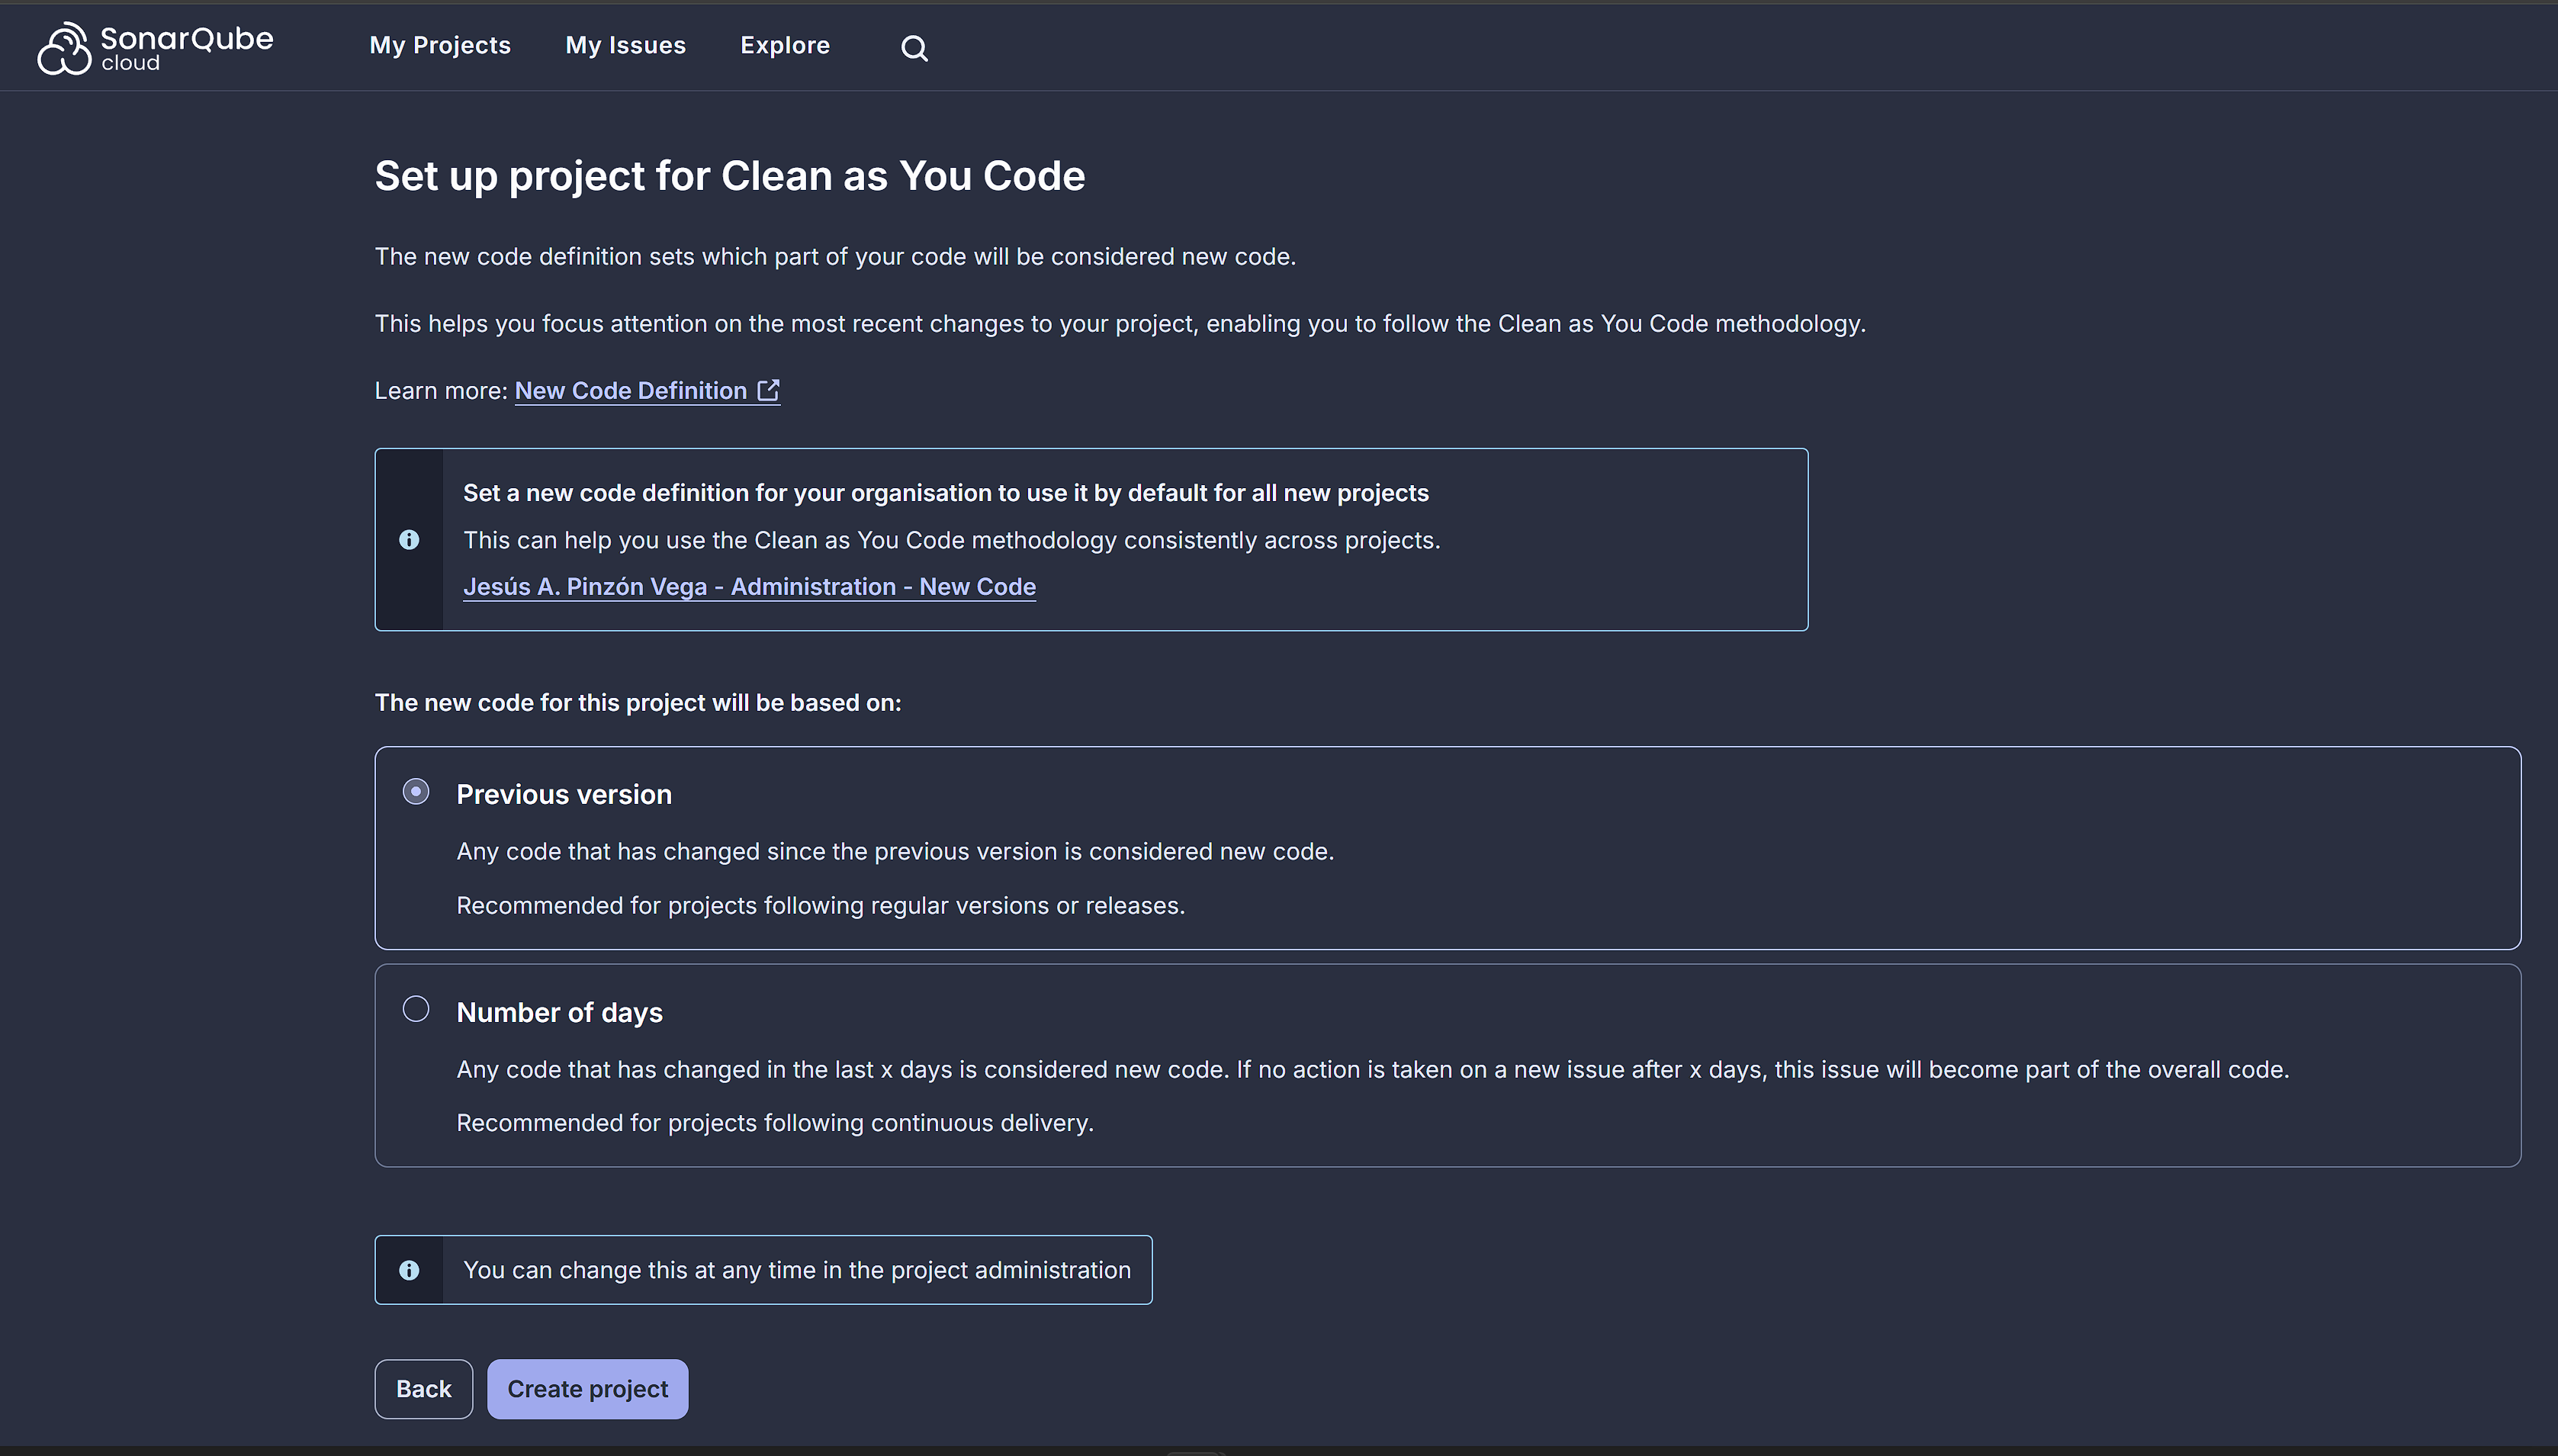 SonarQube
cloud
My Projects
My Issues
Explore
Set up project for Clean as You Code
The new code definition sets which part of your code will be considered new code.
This helps you focus attention on the most recent changes to your project, enabling you to follow the Clean as You Code methodology.
Learn more: New Code Definition
Set a new code definition for your organisation to use it by default for all new projects
This can help you use the Clean as You Code methodology consistently across projects.
Jesús A. Pinzón Vega - Administration - New Code
The new code for this project will be based on:
Previous version
Any code that has changed since the previous version is considered new code.
Recommended for projects following regular versions or releases.
Number of days
Any code that has changed in the last x days is considered new code. If no action is taken on a new issue after x days, this issue will become part of the overall code.
Recommended for projects following continuous delivery.
You can change this at any time in the project administration
Back
Create project